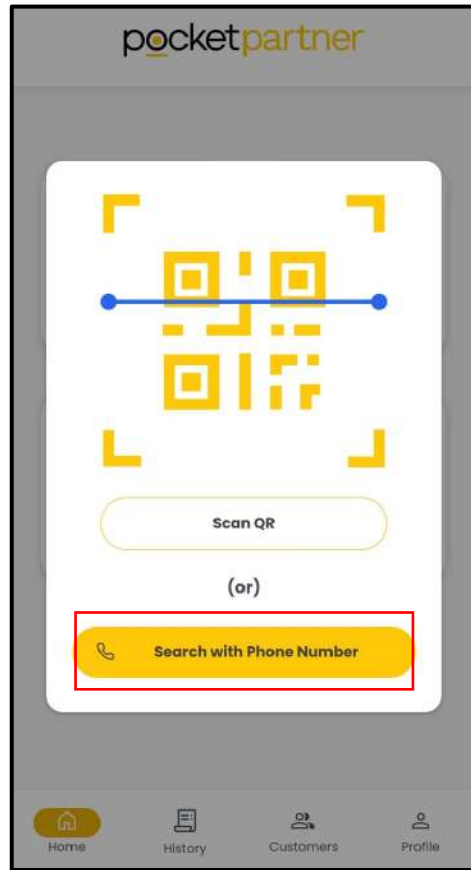 pocketpartner
Scan QR
(or)
Search with Phone Number
Home History Customers Profile